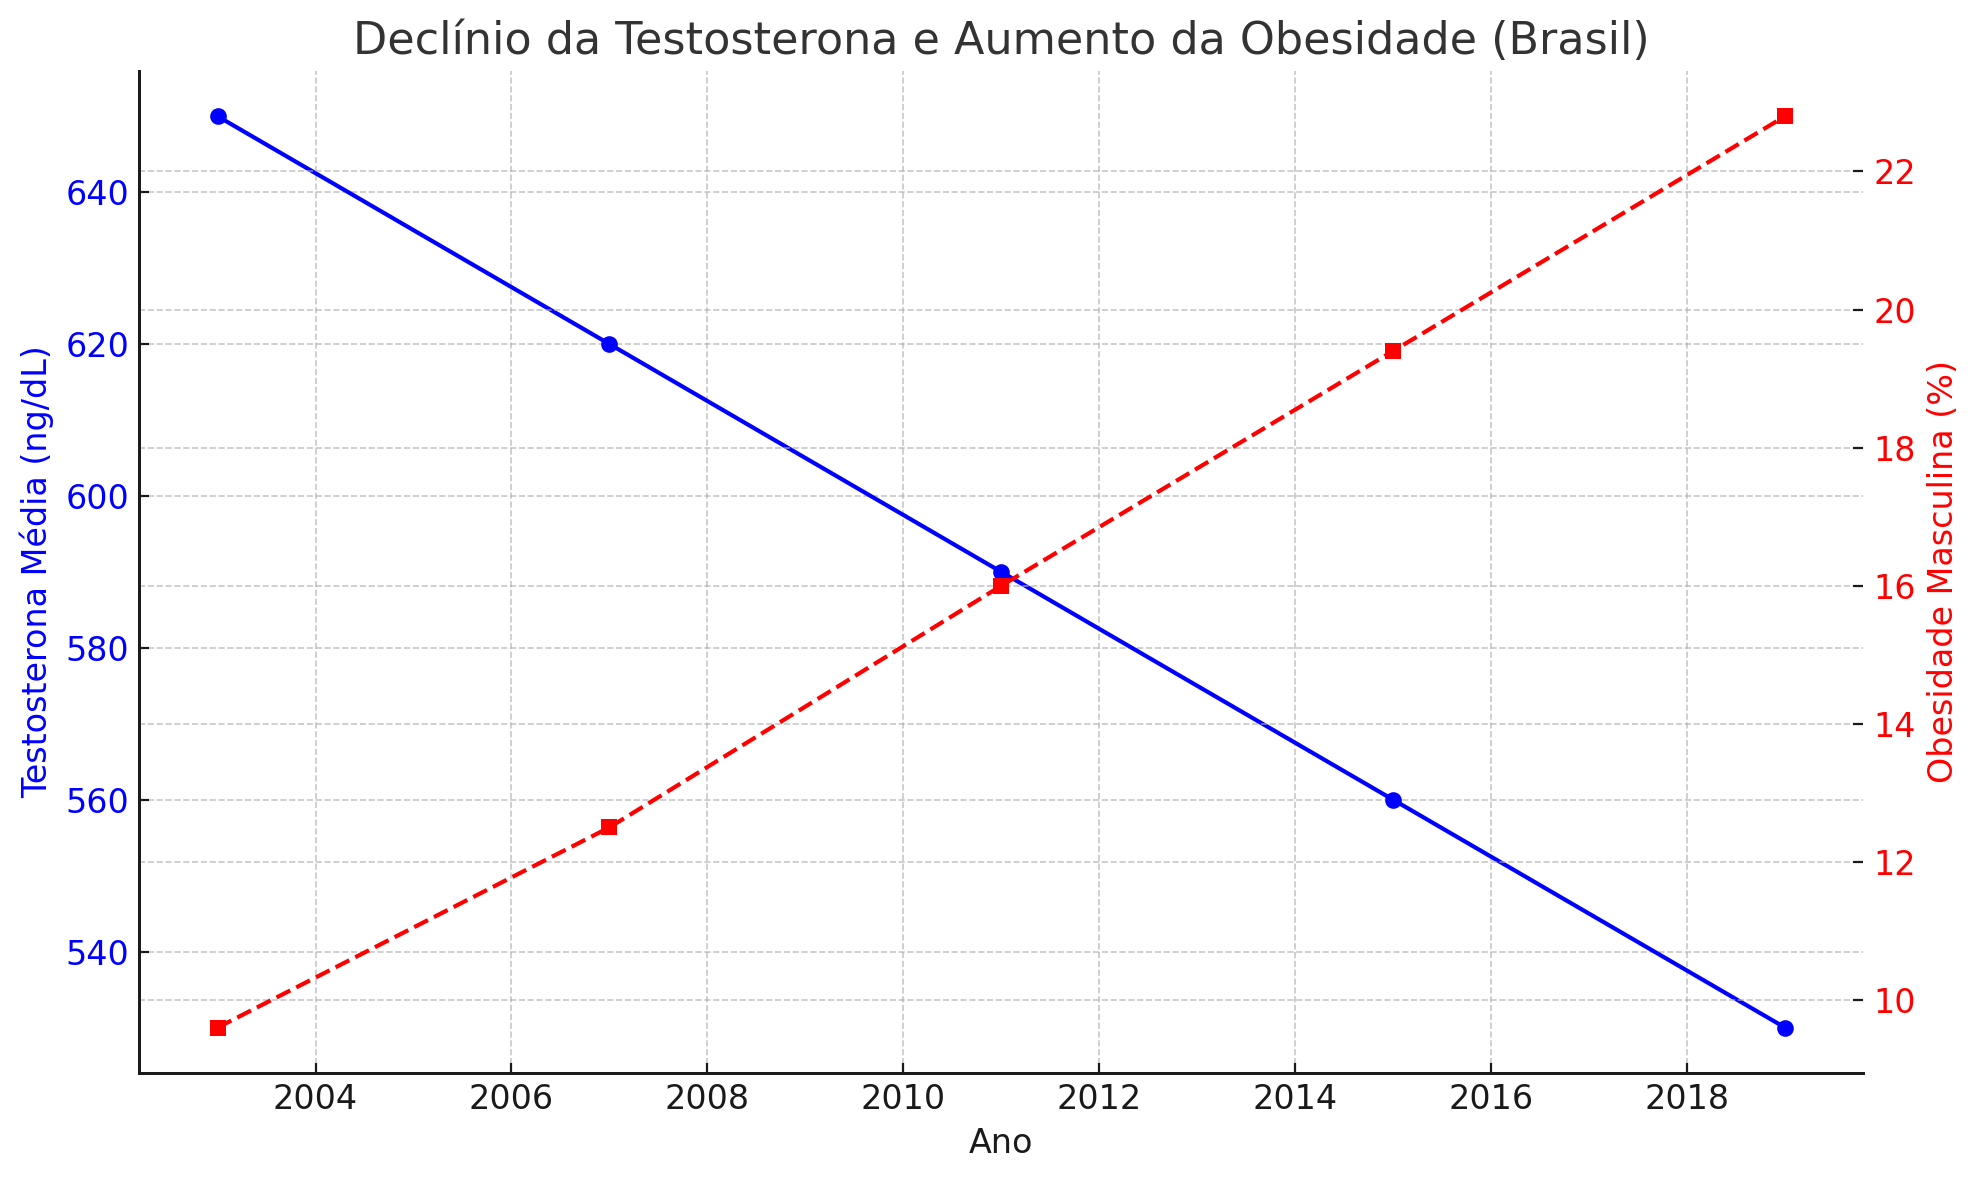 Declínio da Testosterona e Aumento da Obesidade (Brasil)
Testosterona Média (ng/dL)
640
620
600
580
560
540
22
20
18
16
14
12
10
Obesidade Masculina (%)
2004 2006 2008 2010 2012 2014 2016 2018
Ano